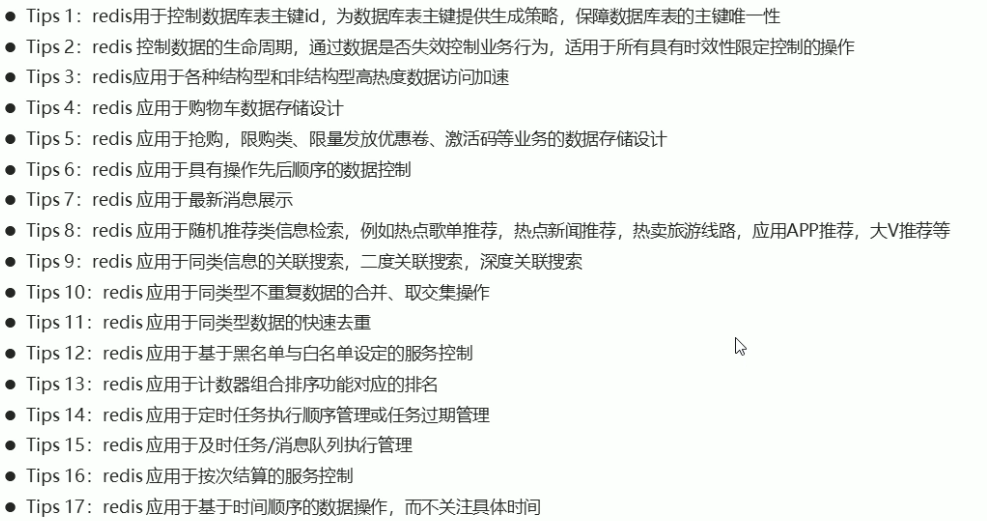 ● Tips 1：redis用于控制数据库表主键id，为数据库表主键提供生成策略，保障数据库表的主键唯一性
● Tips 2：redis 控制数据的生命周期，通过数据是否失效控制业务行为，适用于所有具有时效性限定控制的操作
● Tips 3：redis应用于各种结构型和非结构型高热度数据访问加速
● Tips 4：redis 应用于购物车数据存储设计
● Tips 5：redis 应用于抢购，限购类、限量发放优惠卷、激活码等业务的数据存储设计
● Tips 6：redis 应用于具有操作先后顺序的数据控制
● Tips 7：redis 应用于最新消息展示
● Tips 8：redis 应用于随机推荐类信息检索，例如热点歌单推荐，热点新闻推荐，热卖旅游线路，应用APP推荐，大V推荐等
● Tips 9：redis 应用于同类信息的关联搜索，二度关联搜索，深度关联搜索
● Tips 10：redis 应用于同类型不重复数据的合并、取交集操作
● Tips 11：redis 应用于同类型数据的快速去重
● Tips 12：redis 应用于基于黑名单与白名单设定的服务控制
● Tips 13：redis 应用于计数器组合排序功能对应的排名
● Tips 14：redis 应用于定时任务执行顺序管理或任务过期管理
● Tips 15：redis 应用于及时任务/消息队列执行管理
● Tips 16：redis 应用于按次结算的服务控制
● Tips 17：redis 应用于基于时间顺序的数据操作，而不关注具体时间